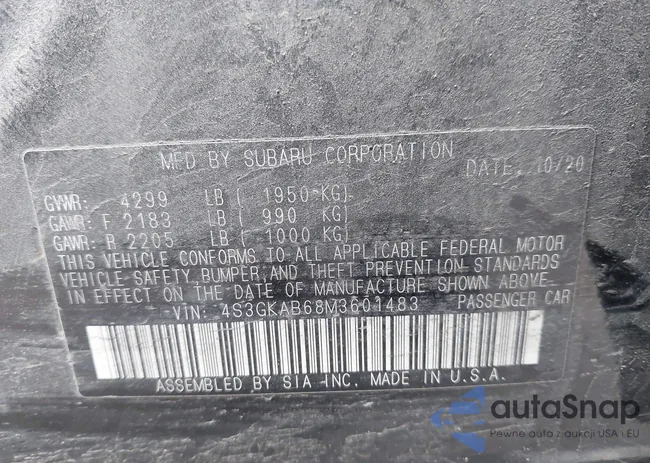 MFD BY SUBARU CORPORATION DATE: 10/20
GVWR: 4299 LB ( 1950 KG)
GAWR: F 2183 LB ( 990 KG)
GAWR: R 2205 LB ( 1000 KG)
THIS VEHICLE CONFORMS TO ALL APPLICABLE FEDERAL MOTOR
VEHICLE SAFETY BUMPER, AND THEFT PREVENTION STANDARDS
IN EFFECT ON THE DATE OF MANUFACTURE SHOWN ABOVE.
VIN: 4S3GKAB68M3601483 PASSENGER CAR
ASSEMBLED BY SIA INC. MADE IN U.S.A.
autaSnap
Pewne auta z aukcji USA i EU